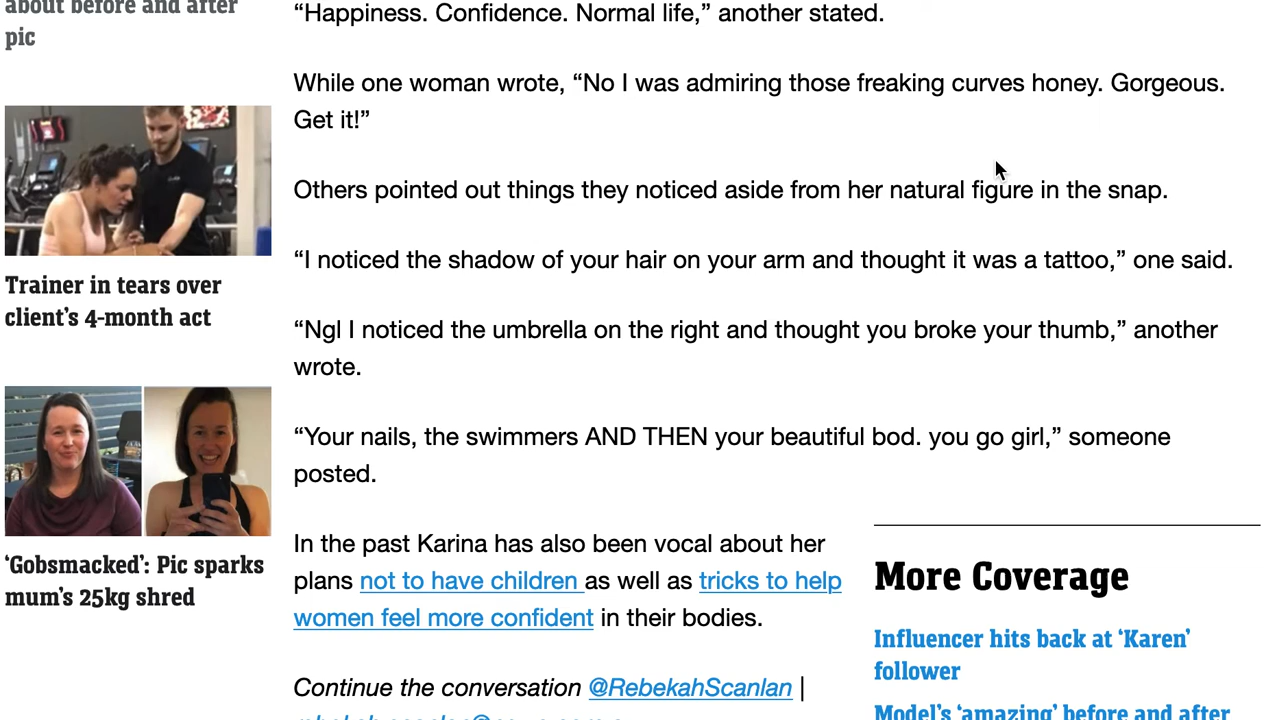 about before and after
pic
Trainer in tears over
client’s 4-month act
‘Gobsmacked’: Pic sparks
mum’s 25kg shred
“Happiness. Confidence. Normal life,” another stated.
While one woman wrote, “No I was admiring those freaking curves honey. Gorgeous.
Get it!”
Others pointed out things they noticed aside from her natural figure in the snap.
“I noticed the shadow of your hair on your arm and thought it was a tattoo,” one said.
“Ngl I noticed the umbrella on the right and thought you broke your thumb,” another
wrote.
“Your nails, the swimmers AND THEN your beautiful bod. you go girl,” someone
posted.
In the past Karina has also been vocal about her
plans not to have children as well as tricks to help
women feel more confident in their bodies.
Continue the conversation @RebekahScanlan |
More Coverage
Influencer hits back at ‘Karen’
follower
Model’s ‘amazing’ before and after